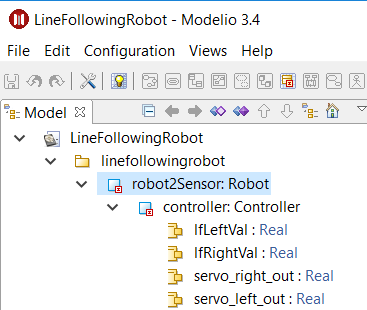 LineFollowingRobot - Modelio 3.4
File Edit Configuration Views Help
Model
LineFollowingRobot
linefollowingrobot
robot2Sensor: Robot
controller: Controller
lfLeftVal : Real
lfRightVal : Real
servo_right_out : Real
servo_left_out : Real